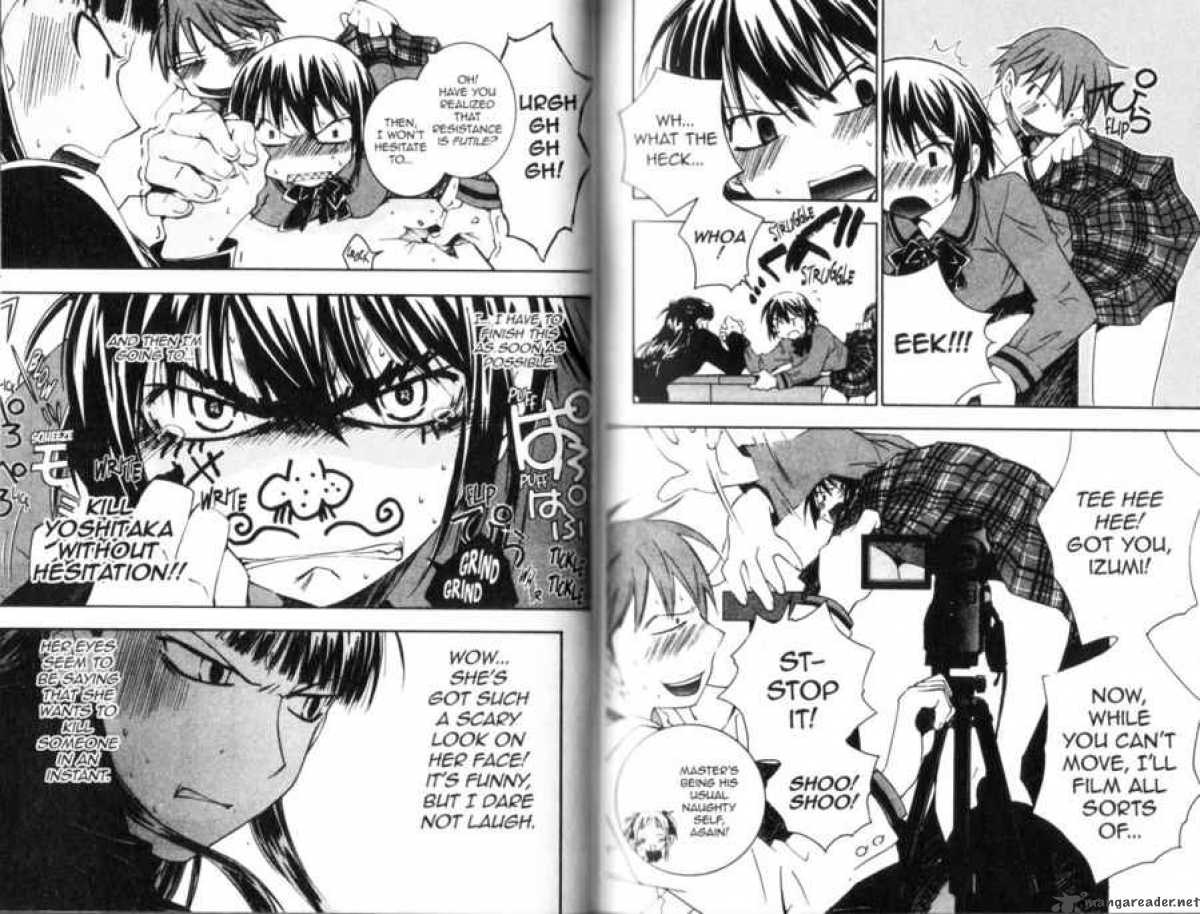 ぴら
FLIP
EEK!!!
WH...
WHAT THE
HECK...
WHOA
STRUGGLE
STRUGGLE
TEE HEE
HEE!
GOT YOU,
IZUMI!
NOW,
WHILE
YOU CAN'T
MOVE, I'LL
FILM ALL
SORTS
OF...
ST-
STOP
IT!
SHOO!
SHOO!
MASTER'S
BEING HIS
USUAL
NAUGHTY
SELF,
AGAIN!
URGH
GH
GH
GH!
OH!
HAVE YOU
REALIZED
THAT
RESISTANCE
IS FUTILE?
THEN,
I WON'T
HESITATE
TO...
I... I HAVE TO
FINISH THIS
AS SOON AS
POSSIBLE.
AND THEN I'M
GOING TO...
PUFF
PUFF
SQUEEZE
WRITE
WRITE
FLIP
GRIND
GRIND
TICKLE
TICKLE
KILL
YOSHITAKA
WITHOUT
HESITATION!!
WOW...
SHE'S
GOT SUCH
A SCARY
LOOK ON
HER FACE!
IT'S FUNNY,
BUT I DARE
NOT LAUGH.
HER EYES
SEEM TO
BE SAYING
THAT SHE
WANTS TO
KILL
SOMEONE
IN AN
INSTANT.
mangareader.net